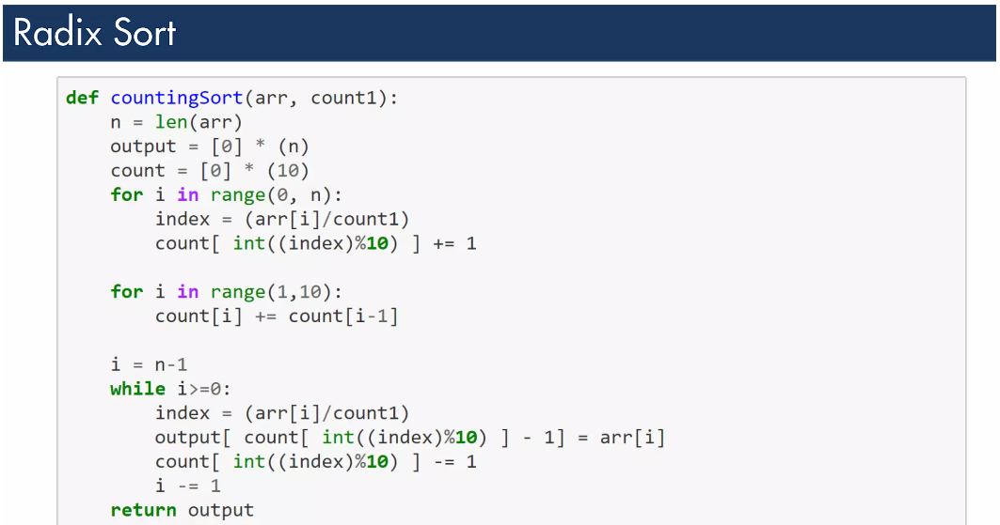 Radix Sort
def countingSort(arr, count1):
    n = len(arr)
    output = [0] * (n)
    count = [0] * (10)
    for i in range(0, n):
        index = (arr[i]/count1)
        count[ int((index)%10) ] += 1
    for i in range(1,10):
        count[i] += count[i-1]
    i = n-1
    while i>=0:
        index = (arr[i]/count1)
        output[ count[ int((index)%10) ] - 1] = arr[i]
        count[ int((index)%10) ] -= 1
        i -= 1
    return output